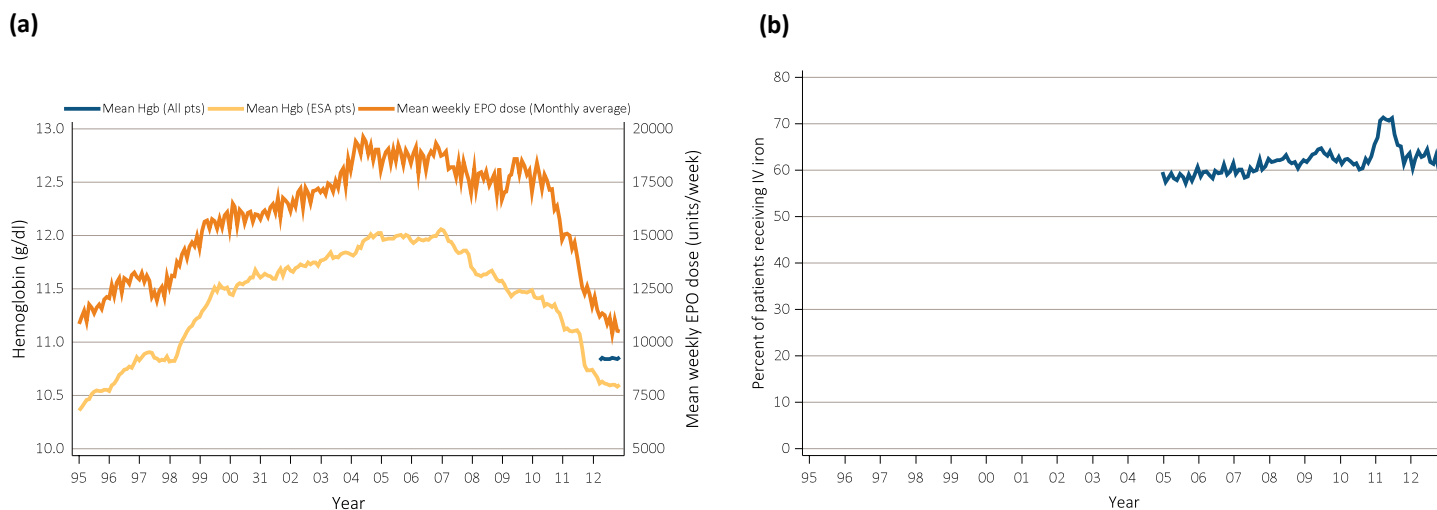 (a)
Mean Hgb (All pts) Mean Hgb (ESA pts) Mean weekly EPO dose (Monthly average)
13.0 20000
12.5 17500
12.0 15000
11.5 12500
11.0 10000
10.5 7500
10.0 5000
Hemoglobin (g/dl)
Mean weekly EPO dose (units/week)
95 96 97 98 99 00 31 02 03 04 05 06 07 08 09 10 11 12
Year
(b)
80
70
60
50
40
30
20
10
0
Percent of patients receiving IV iron
95 96 97 98 99 00 01 02 03 04 05 06 07 08 09 10 11 12
Year